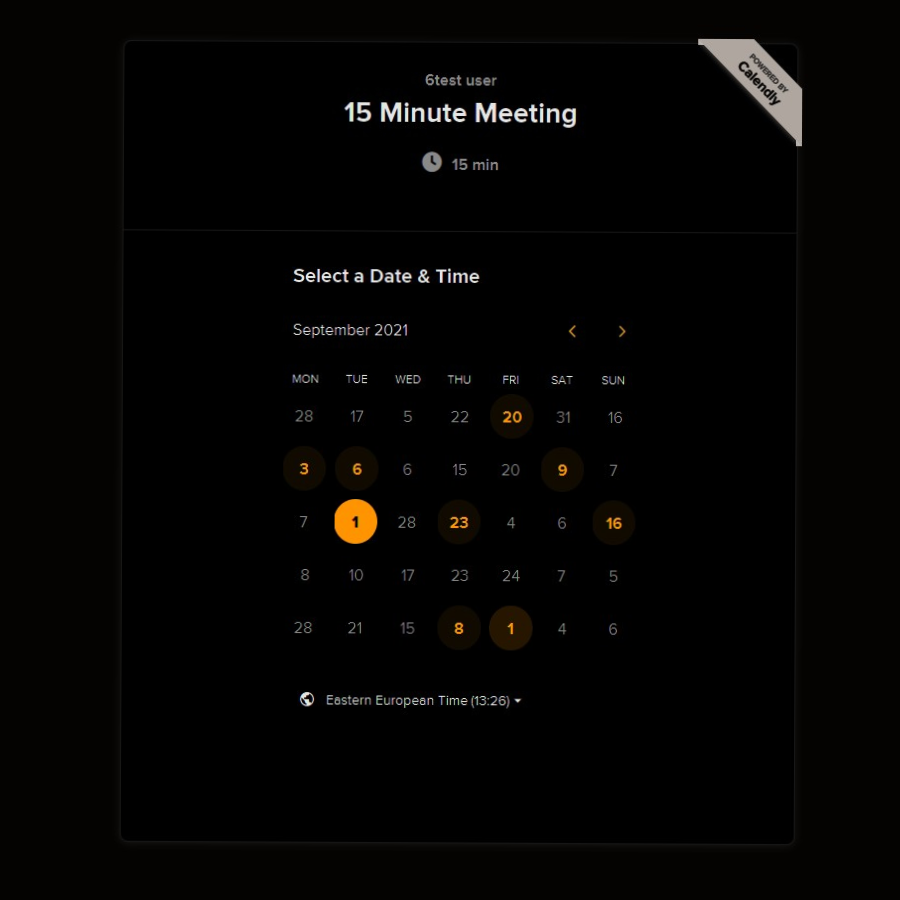 POWERED BY
Calendly
6test user
15 Minute Meeting
15 min
Select a Date & Time
September 2021
MON TUE WED THU FRI SAT SUN
28 17 5 22 20 31 16
3 6 6 15 20 9 7
7 1 28 23 4 6 16
8 10 17 23 24 7 5
28 21 15 8 1 4 6
Eastern European Time (13:26)